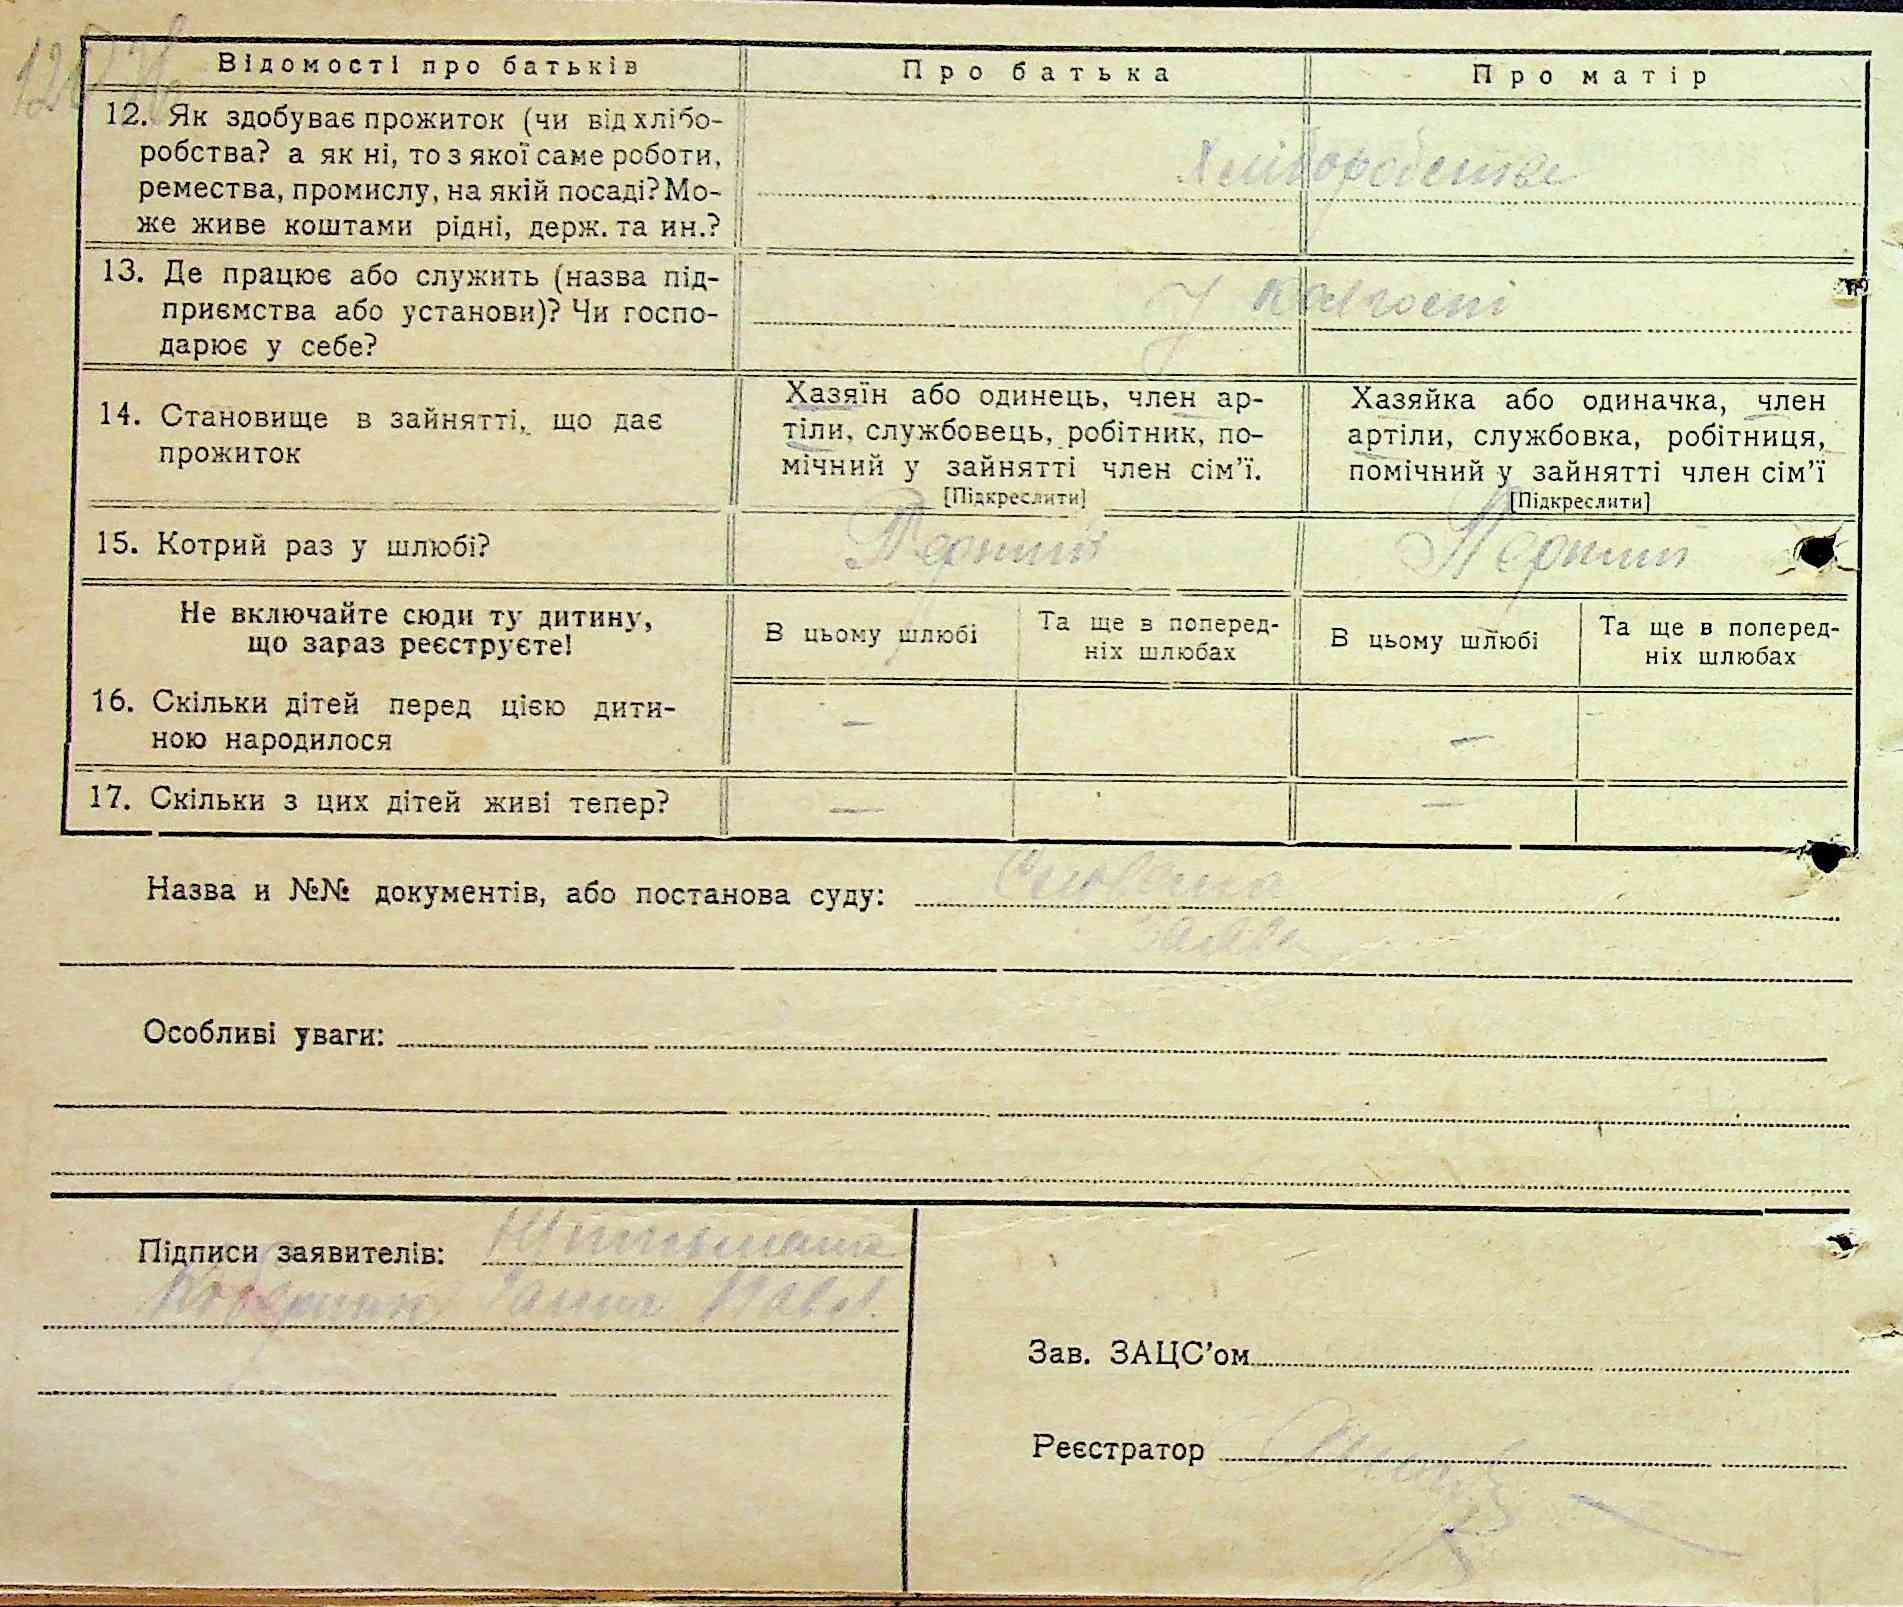 Відомості про батьків
Про батька
Про матір
12. Як здобуває прожиток (чи від хлібо-
робства? а як ні, то з якої саме роботи,
ремества, промислу, на якій посаді? Мо-
же живе коштами рідні, держ. та ин.?
Хліборобство
13. Де працює або служить (назва під-
приємства або установи)? Чи госпо-
дарює у себе?
У колгоспі
14. Становище в зайнятті, що дає
прожиток
Хазяїн або одинець, член ар-
тіли, службовець, робітник, по-
мічний у зайнятті член сім'ї.
[Підкреслити]
Хазяйка або одиначка, член
артіли, службовка, робітниця,
помічний у зайнятті член сім'ї
[Підкреслити]
15. Котрий раз у шлюбі?
Перший
Перший
Не включайте сюди ту дитину,
що зараз реєструєте!
В цьому шлюбі
Та ще в поперед-
ніх шлюбах
В цьому шлюбі
Та ще в поперед-
ніх шлюбах
16. Скільки дітей перед цією дити-
ною народилося
—
—
17. Скільки з цих дітей живі тепер?
—
—
Назва и №№ документів, або постанова суду:
заява
Особливі уваги:
Підписи заявителів:
Ганна Павл.
Зав. ЗАЦС'ом
Реєстратор